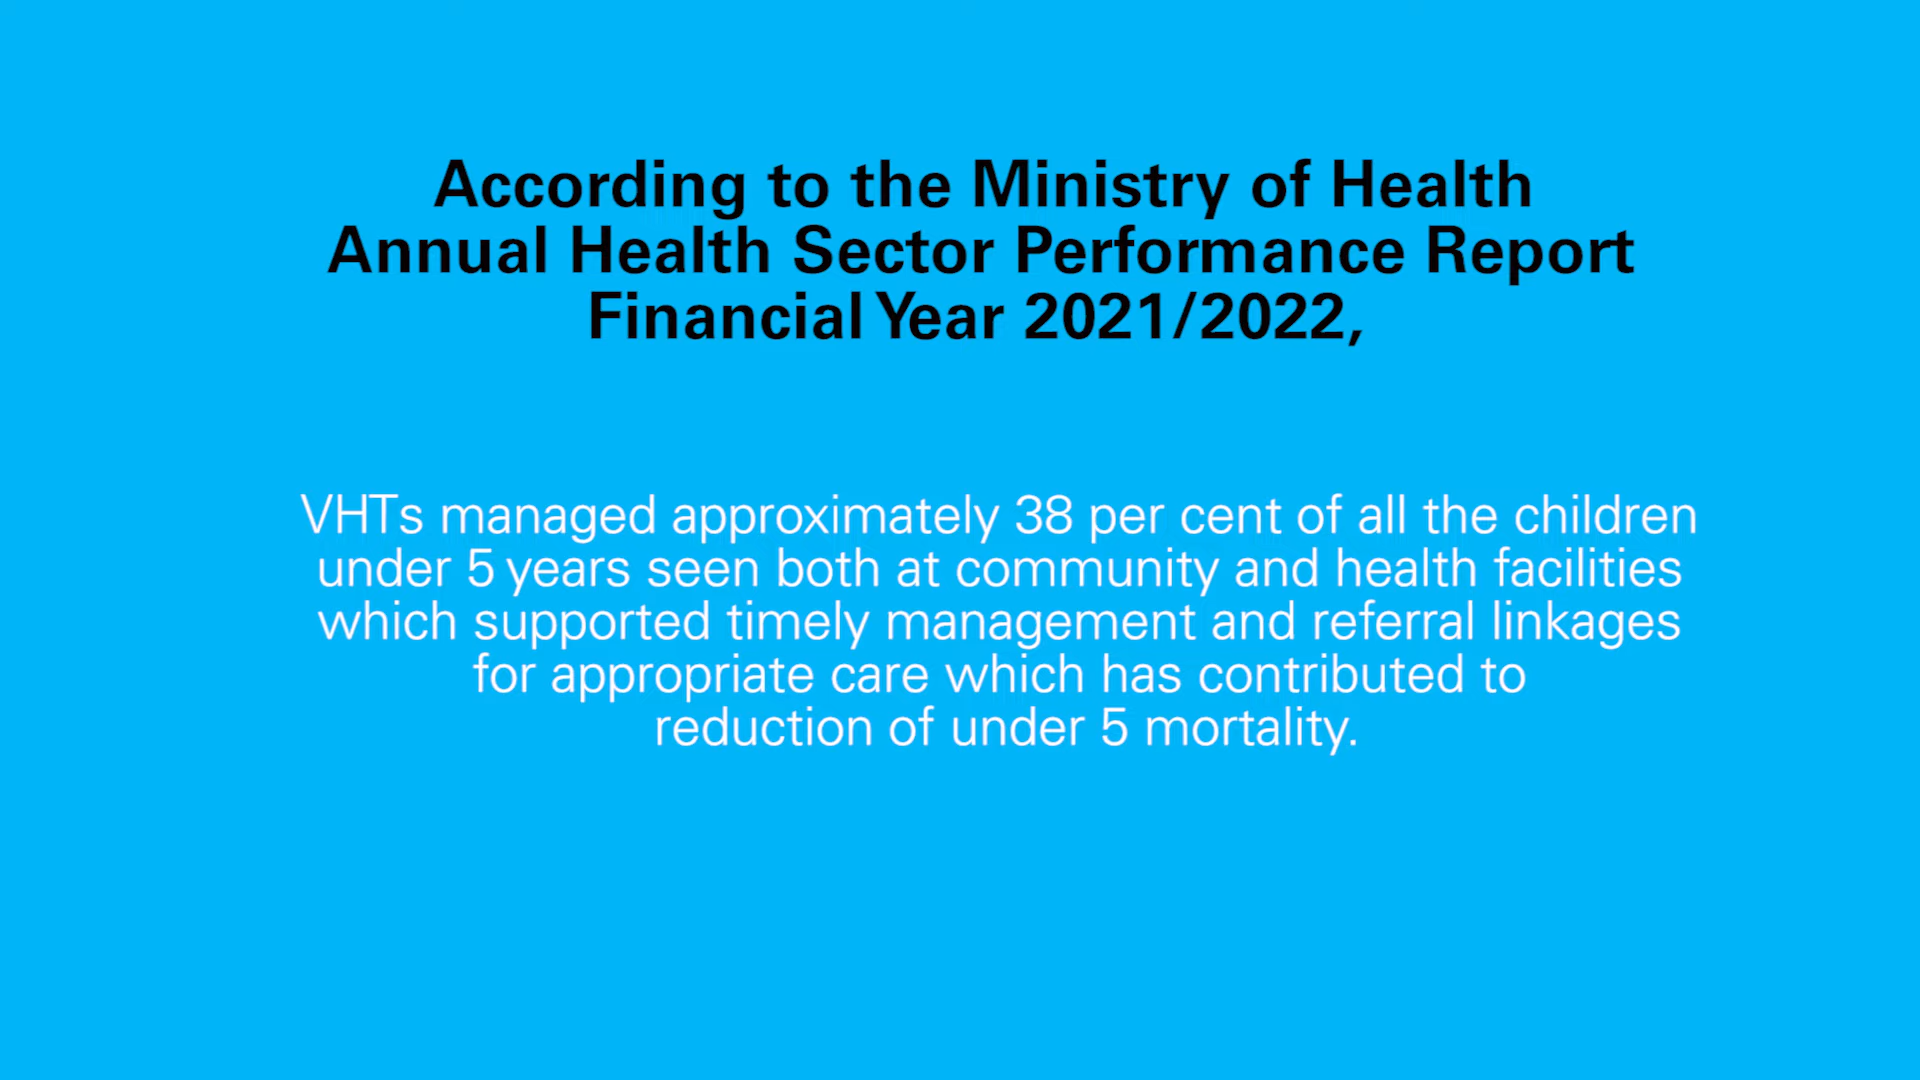 According to the Ministry of Health
Annual Health Sector Performance Report
Financial Year 2021/2022,
VHTs managed approximately 38 per cent of all the children
under 5 years seen both at community and health facilities
which supported timely management and referral linkages
for appropriate care which has contributed to
reduction of under 5 mortality.